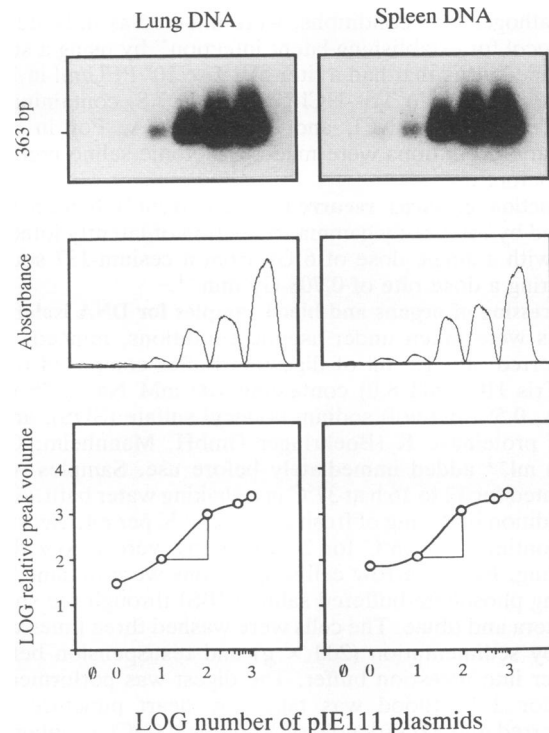 Lung DNA
Spleen DNA
363 bp
Absorbance
LOG relative peak volume
4
3
2
1
ø 0 1 2 3
ø 0 1 2 3
LOG number of pIE111 plasmids